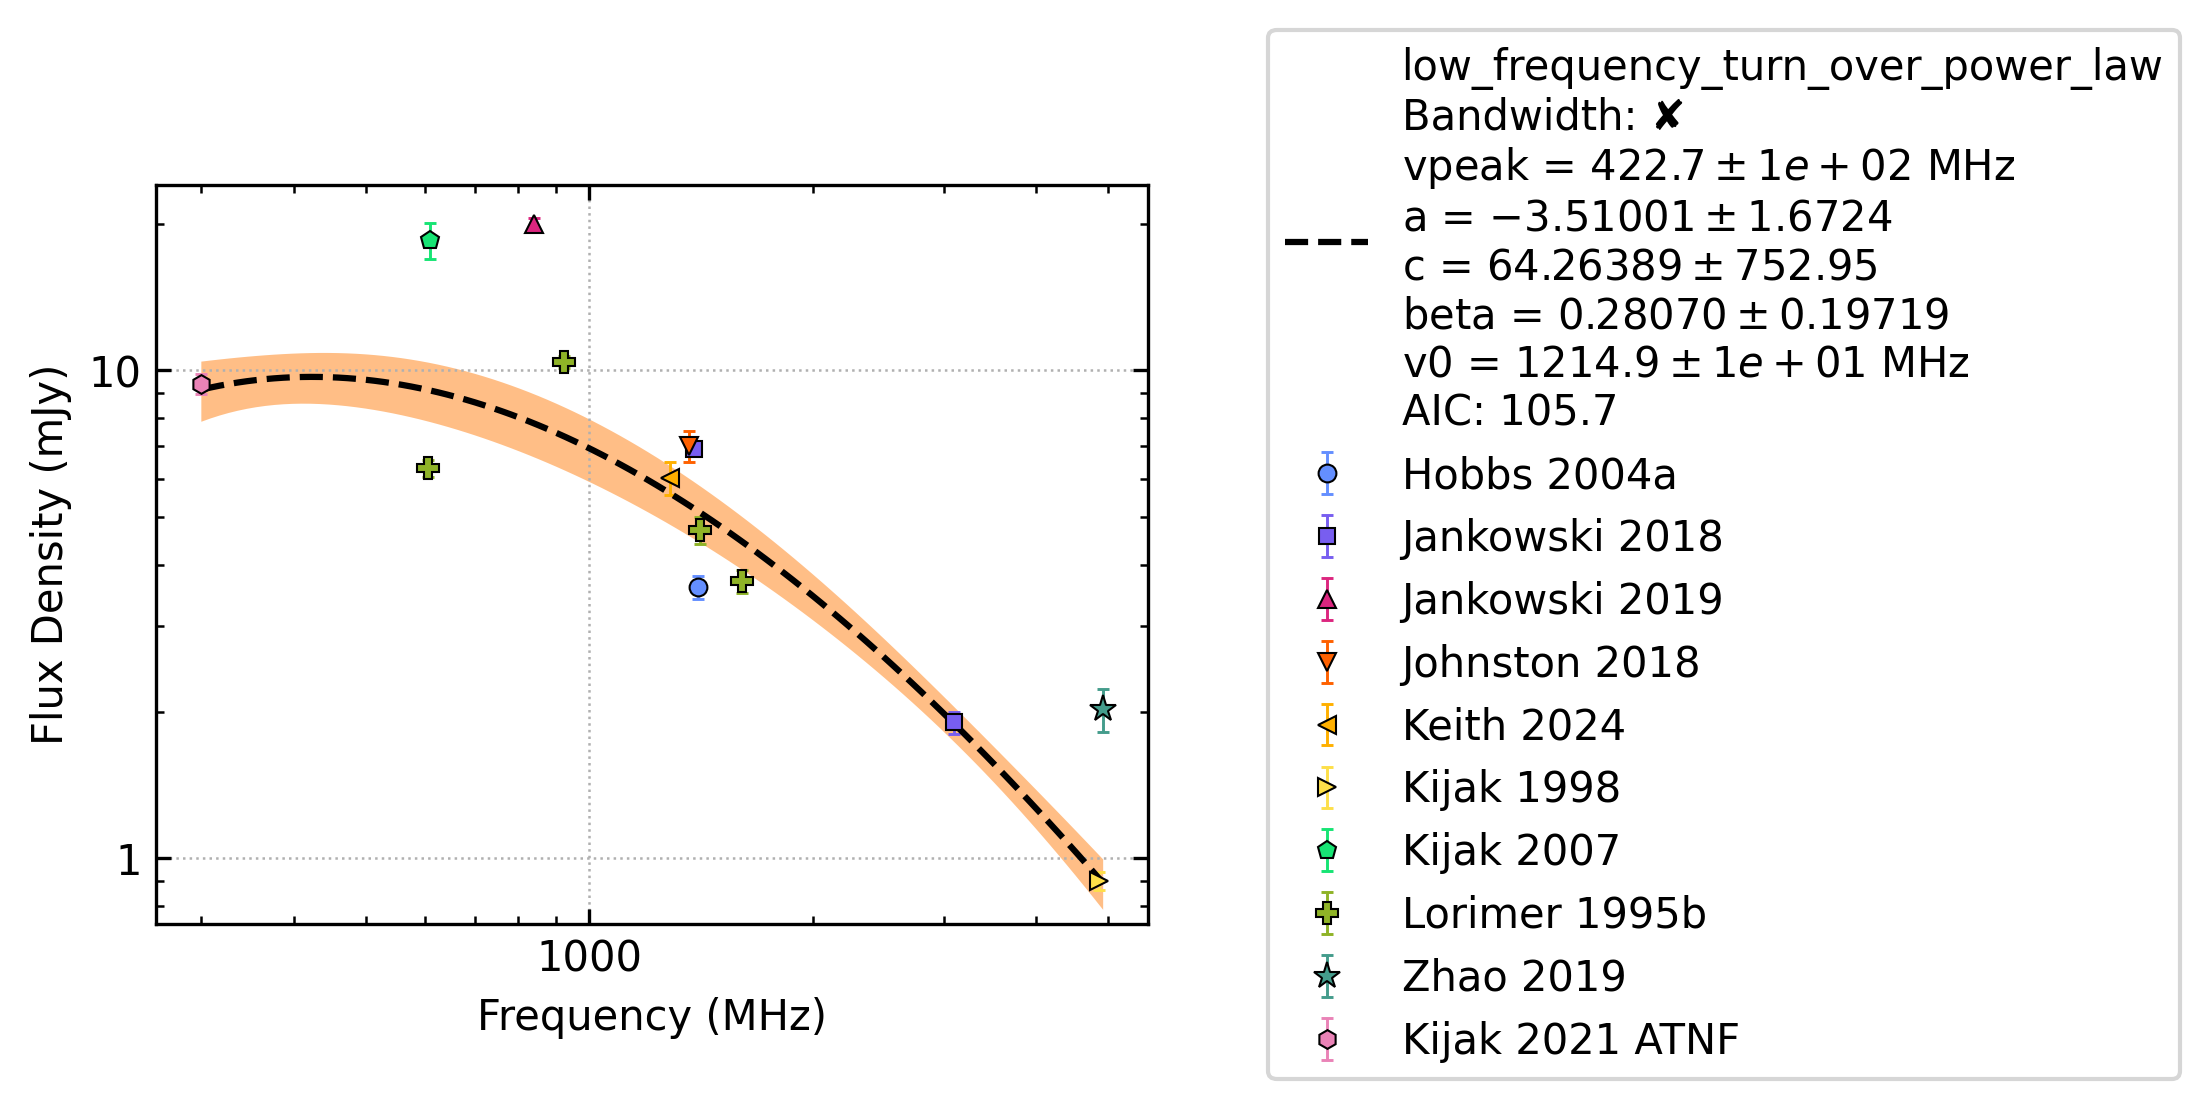 low_frequency_turn_over_power_law
Bandwidth: ✘
vpeak = 422.7 ± 1e + 02 MHz
a = −3.51001 ± 1.6724
c = 64.26389 ± 752.95
beta = 0.28070 ± 0.19719
v0 = 1214.9 ± 1e + 01 MHz
AIC: 105.7
Hobbs 2004a
Jankowski 2018
Jankowski 2019
Johnston 2018
Keith 2024
Kijak 1998
Kijak 2007
Lorimer 1995b
Zhao 2019
Kijak 2021 ATNF
Flux Density (mJy)
10
1
1000
Frequency (MHz)